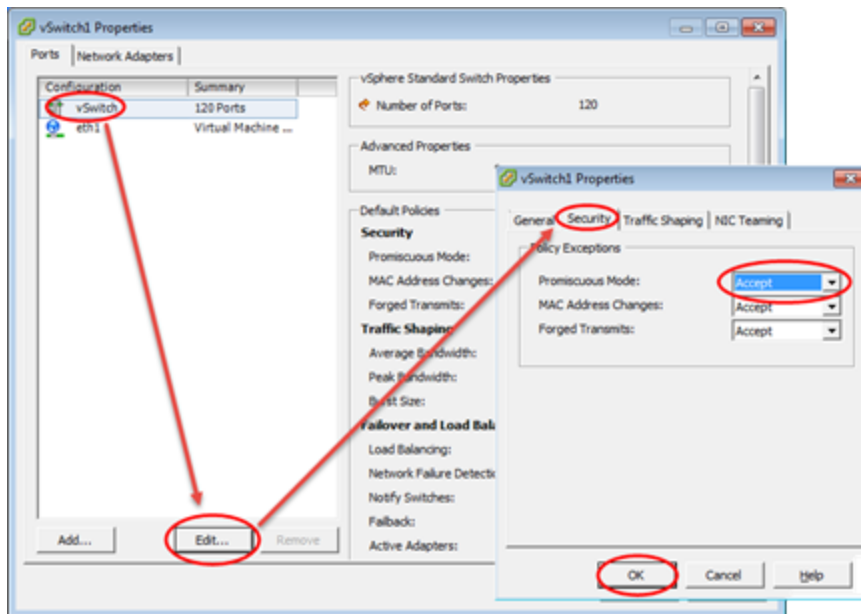 vSwitch1 Properties
Ports Network Adapters
Configuration Summary
vSwitch 120 Ports
eth1 Virtual Machine ...
Add... Edit... Remove
vSphere Standard Switch Properties
Number of Ports: 120
Advanced Properties
MTU:
Default Policies
Security
Promiscuous Mode:
MAC Address Changes:
Forged Transmits:
Traffic Shaping
Average Bandwidth:
Peak Bandwidth:
Burst Size:
Failover and Load
Load Balancing:
Network Failure
Notify Switches:
Failback:
Active Adapters:
vSwitch1 Properties
General Security Traffic Shaping NIC Teaming
Policy Exceptions
Promiscuous Mode: Accept
MAC Address Changes: Accept
Forged Transmits: Accept
OK Cancel Help